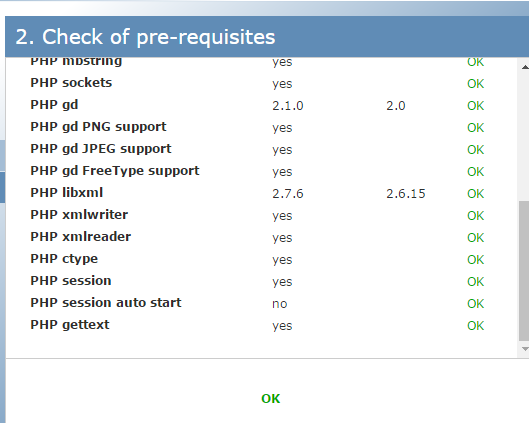 2. Check of pre-requisites
PHP mbstring yes OK
PHP sockets yes OK
PHP gd 2.1.0 2.0 OK
PHP gd PNG support yes OK
PHP gd JPEG support yes OK
PHP gd FreeType support yes OK
PHP libxml 2.7.6 2.6.15 OK
PHP xmlwriter yes OK
PHP xmlreader yes OK
PHP ctype yes OK
PHP session yes OK
PHP session auto start no OK
PHP gettext yes OK
OK